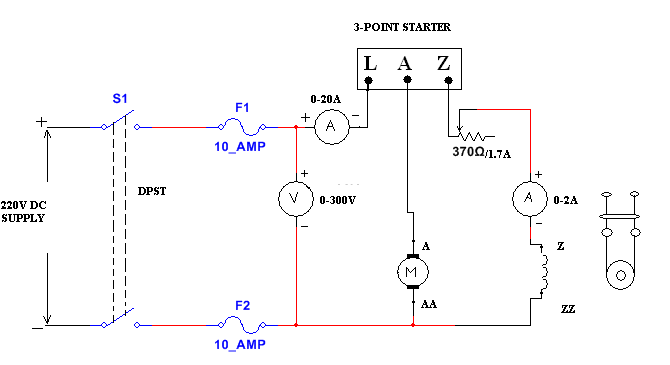 3-POINT STARTER
L A Z
S1
F1
0-20A
+ -
A
10_AMP
370Ω/1.7A
+
+
DPST
220V DC
SUPPLY
V
0-300V
-
+
A
0-2A
-
A
M
AA
Z
ZZ
F2
10_AMP
-